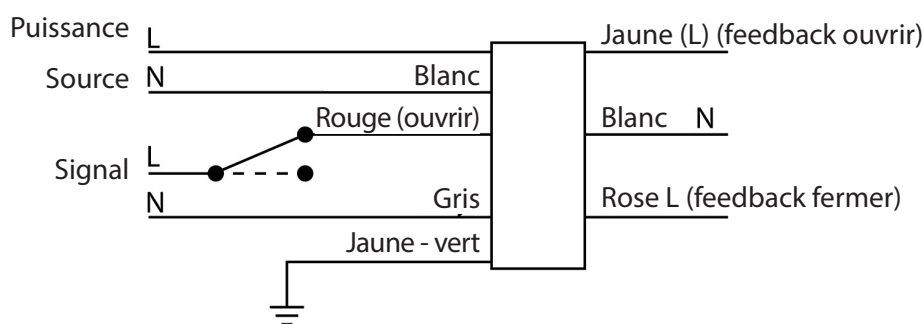 Puissance L
Jaune (L) (feedback ouvrir)
Source N
Blanc
Rouge (ouvrir)
Blanc N
Signal L
N
Gris
Rose L (feedback fermer)
Jaune - vert